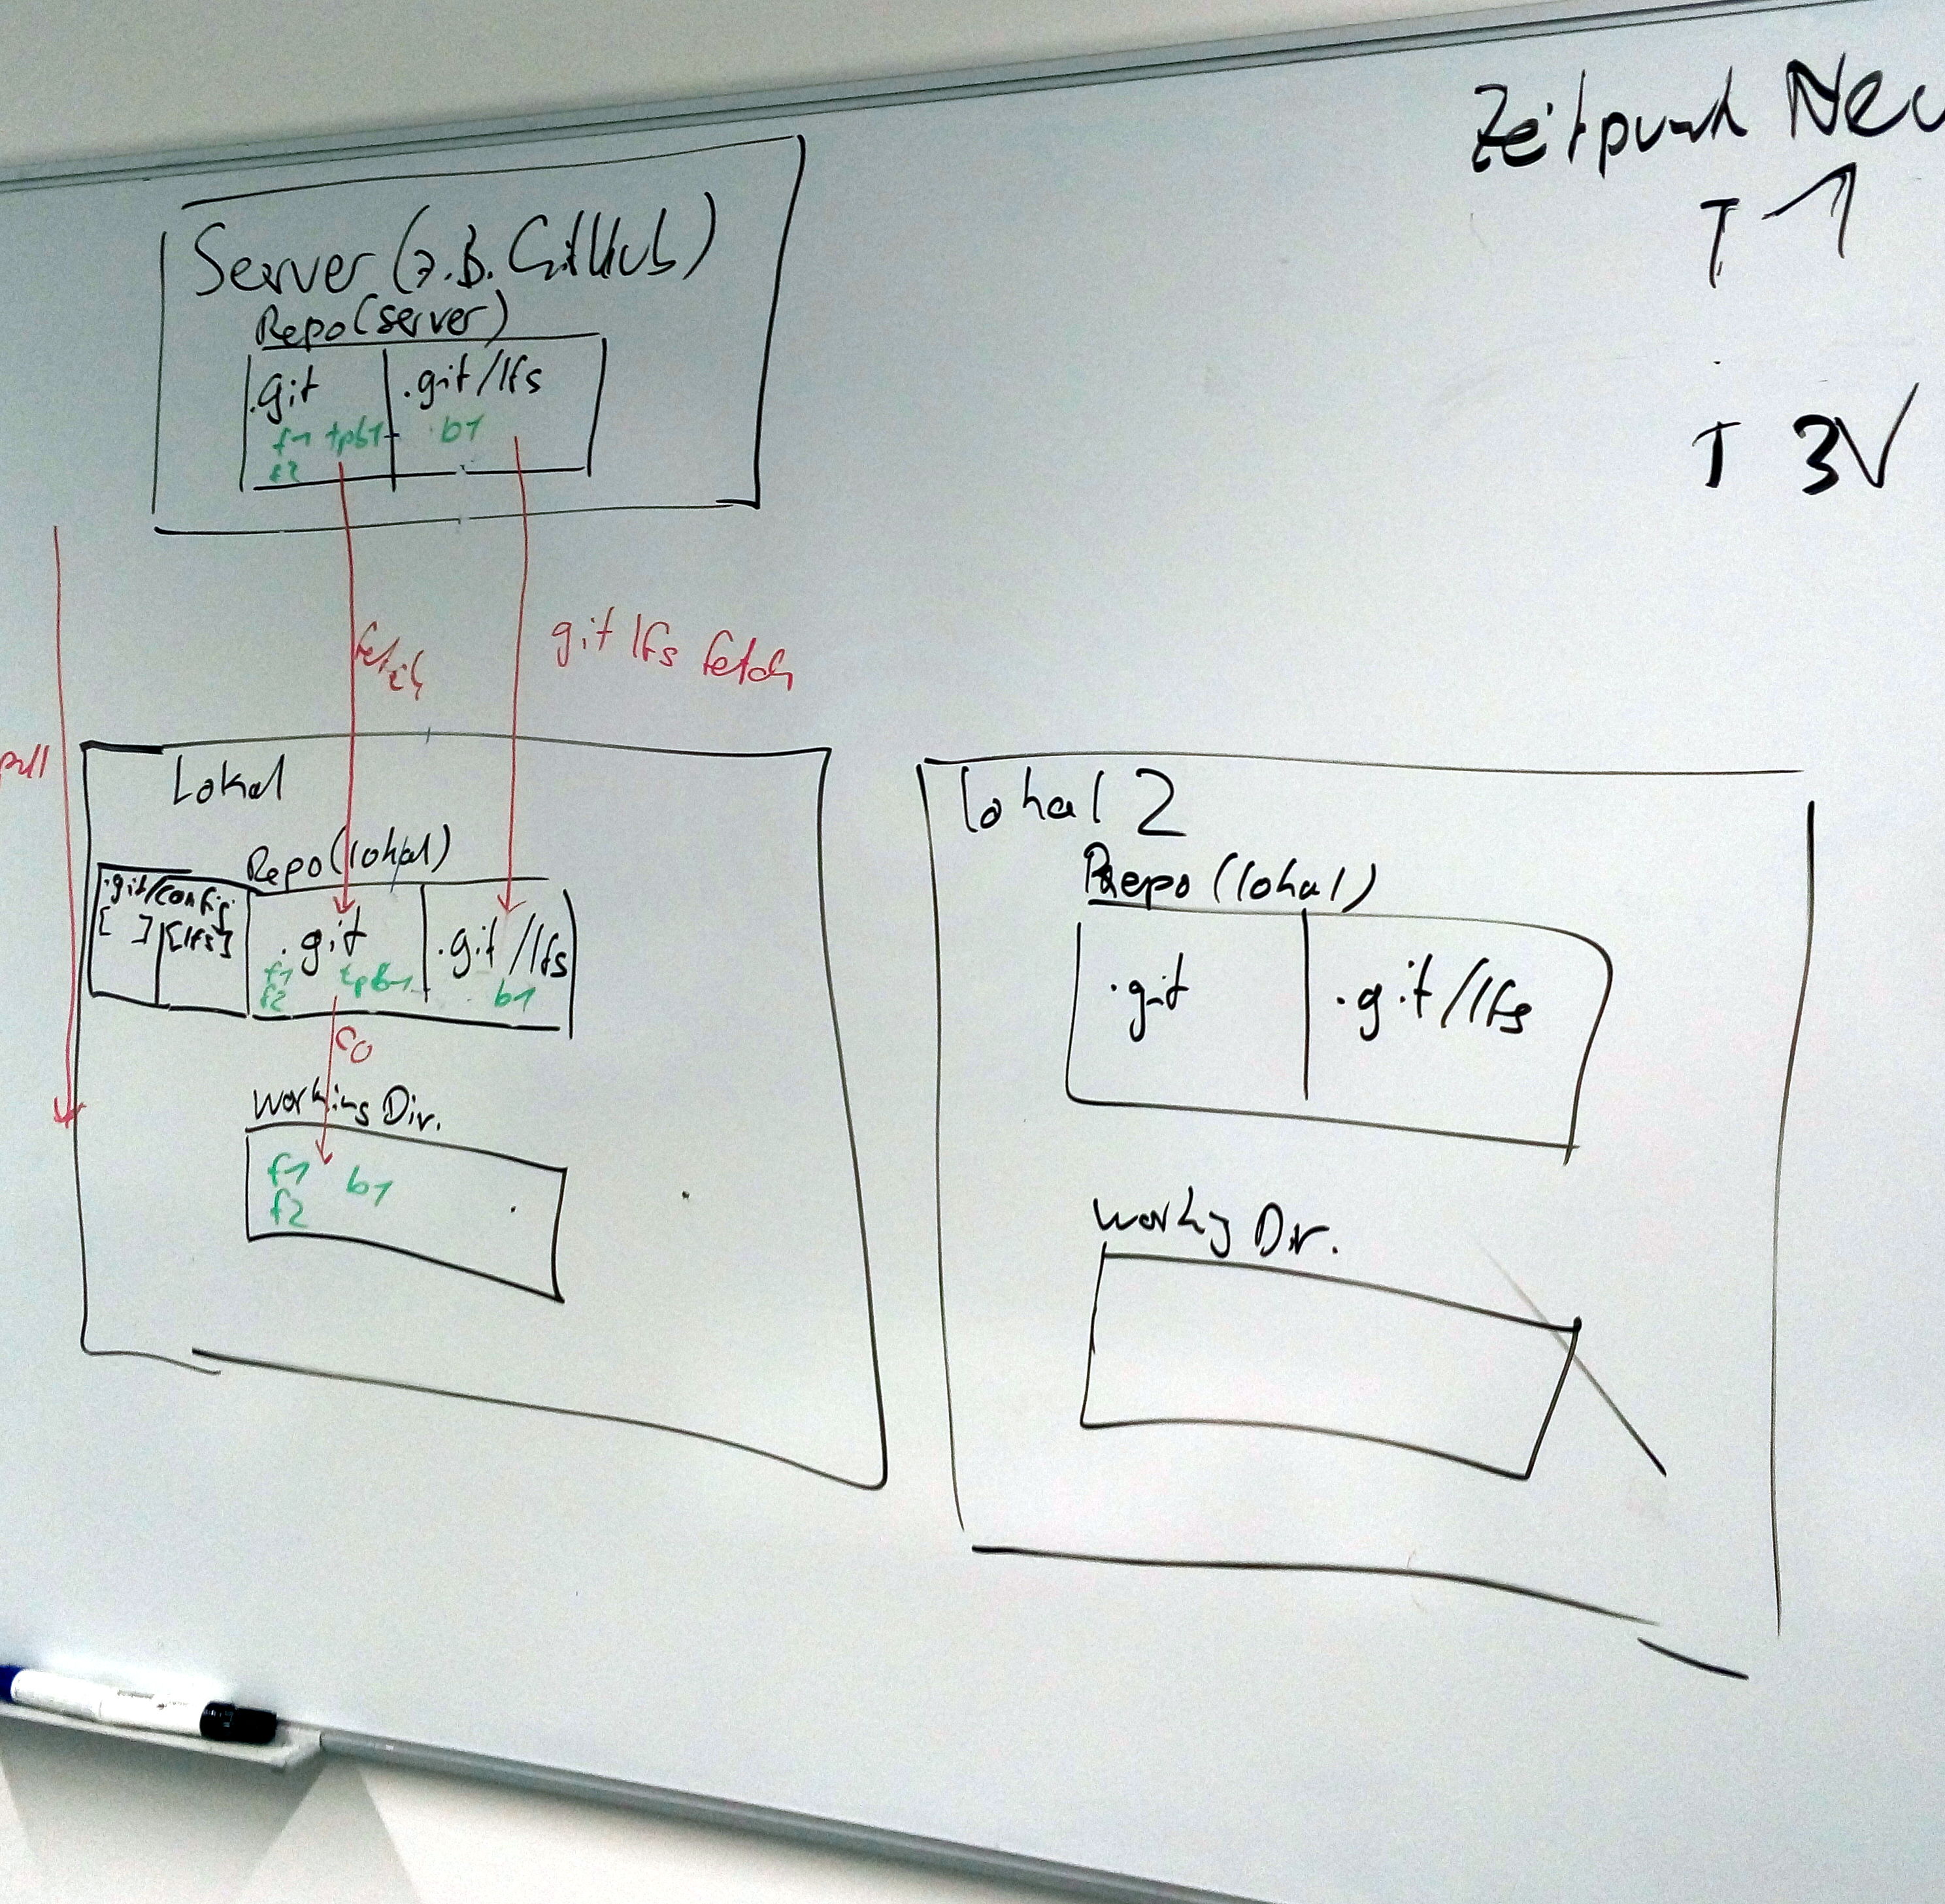 Zeitpunkt Neu
T 1
T 3
Server (z.B. GitHub)
Repo (server)
.git .git/lfs
f1 tpb1 b1
f2
fetch git lfs fetch
pull
Lokal
Repo (lokal)
.git/config
[ ] [lfs] .git .git/lfs
f1 tpb1 b1
f2
co
Working Dir.
f1 b1
f2
lokal 2
Repo (lokal)
.git .git/lfs
Working Dir.